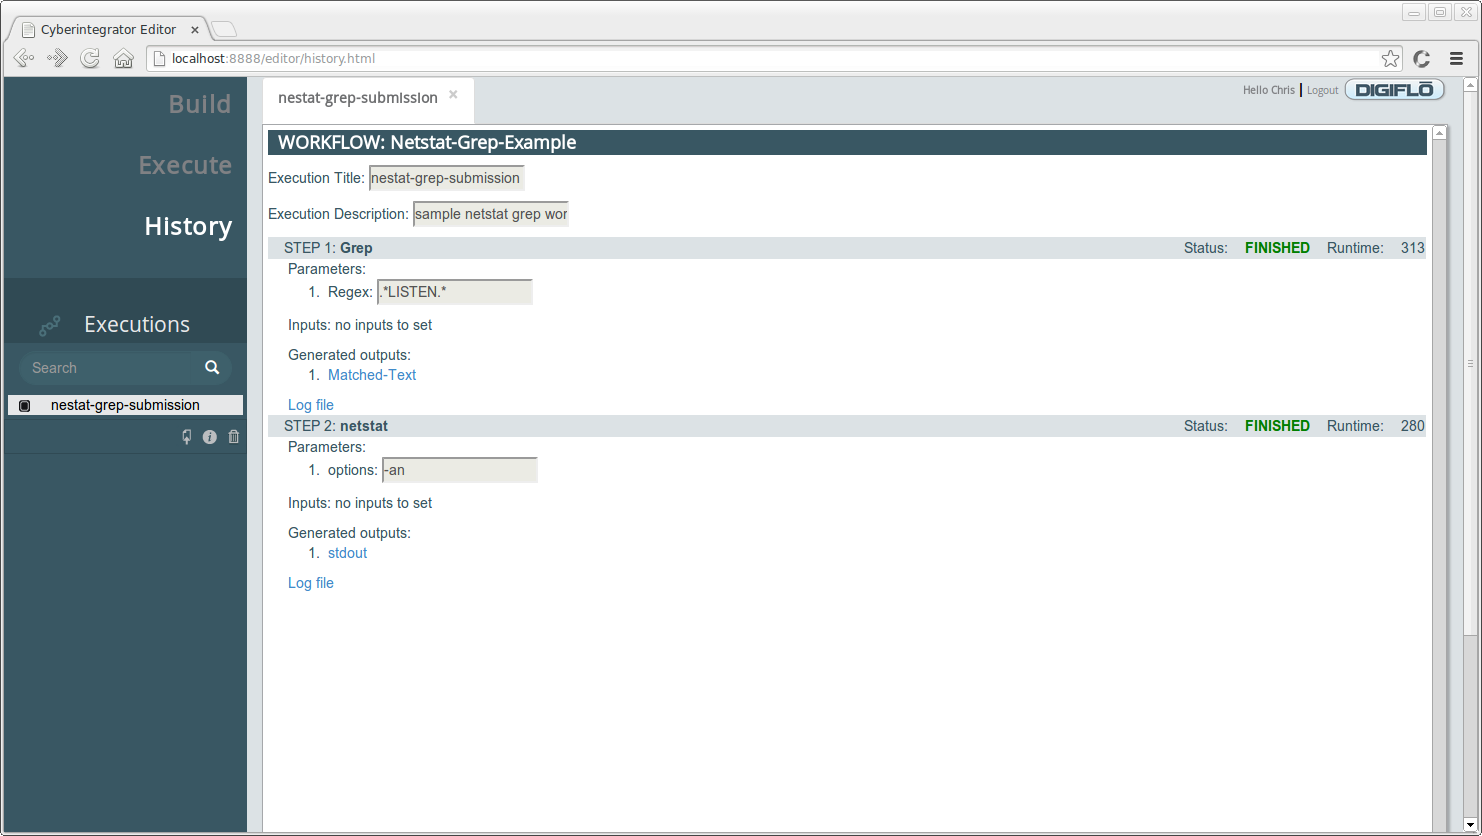 Cyberintegrator Editor
localhost:8888/editor/history.html
Build
Execute
History
Executions
Search
nestat-grep-submission
nestat-grep-submission
Hello Chris Logout DIGIFLŌ
WORKFLOW: Netstat-Grep-Example
Execution Title: nestat-grep-submission
Execution Description: sample netstat grep wor
STEP 1: Grep Status: FINISHED Runtime: 313
Parameters:
1. Regex: .*LISTEN.*
Inputs: no inputs to set
Generated outputs:
1. Matched-Text
Log file
STEP 2: netstat Status: FINISHED Runtime: 280
Parameters:
1. options: -an
Inputs: no inputs to set
Generated outputs:
1. stdout
Log file